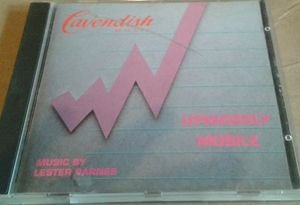 Cavendish
UPWARDLY
MOBILE
MUSIC BY
LESTER BARNES